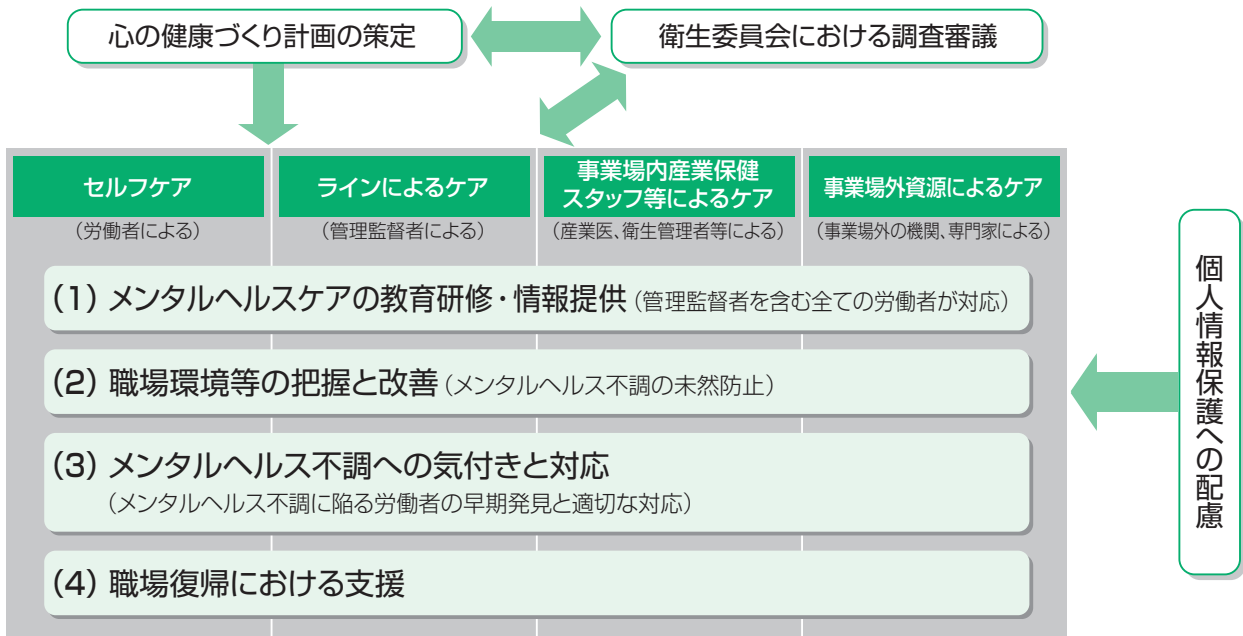 心の健康づくり計画の策定
衛生委員会における調査審議
セルフケア
(労働者による)
ラインによるケア
(管理監督者による)
事業場内産業保健
スタッフ等によるケア
(産業医、衛生管理者等による)
事業場外資源によるケア
(事業場外の機関、専門家による)
(1) メンタルヘルスケアの教育研修・情報提供(管理監督者を含む全ての労働者が対応)
(2) 職場環境等の把握と改善(メンタルヘルス不調の未然防止)
(3) メンタルヘルス不調への気付きと対応
(メンタルヘルス不調に陥る労働者の早期発見と適切な対応)
(4) 職場復帰における支援
個人情報保護への配慮